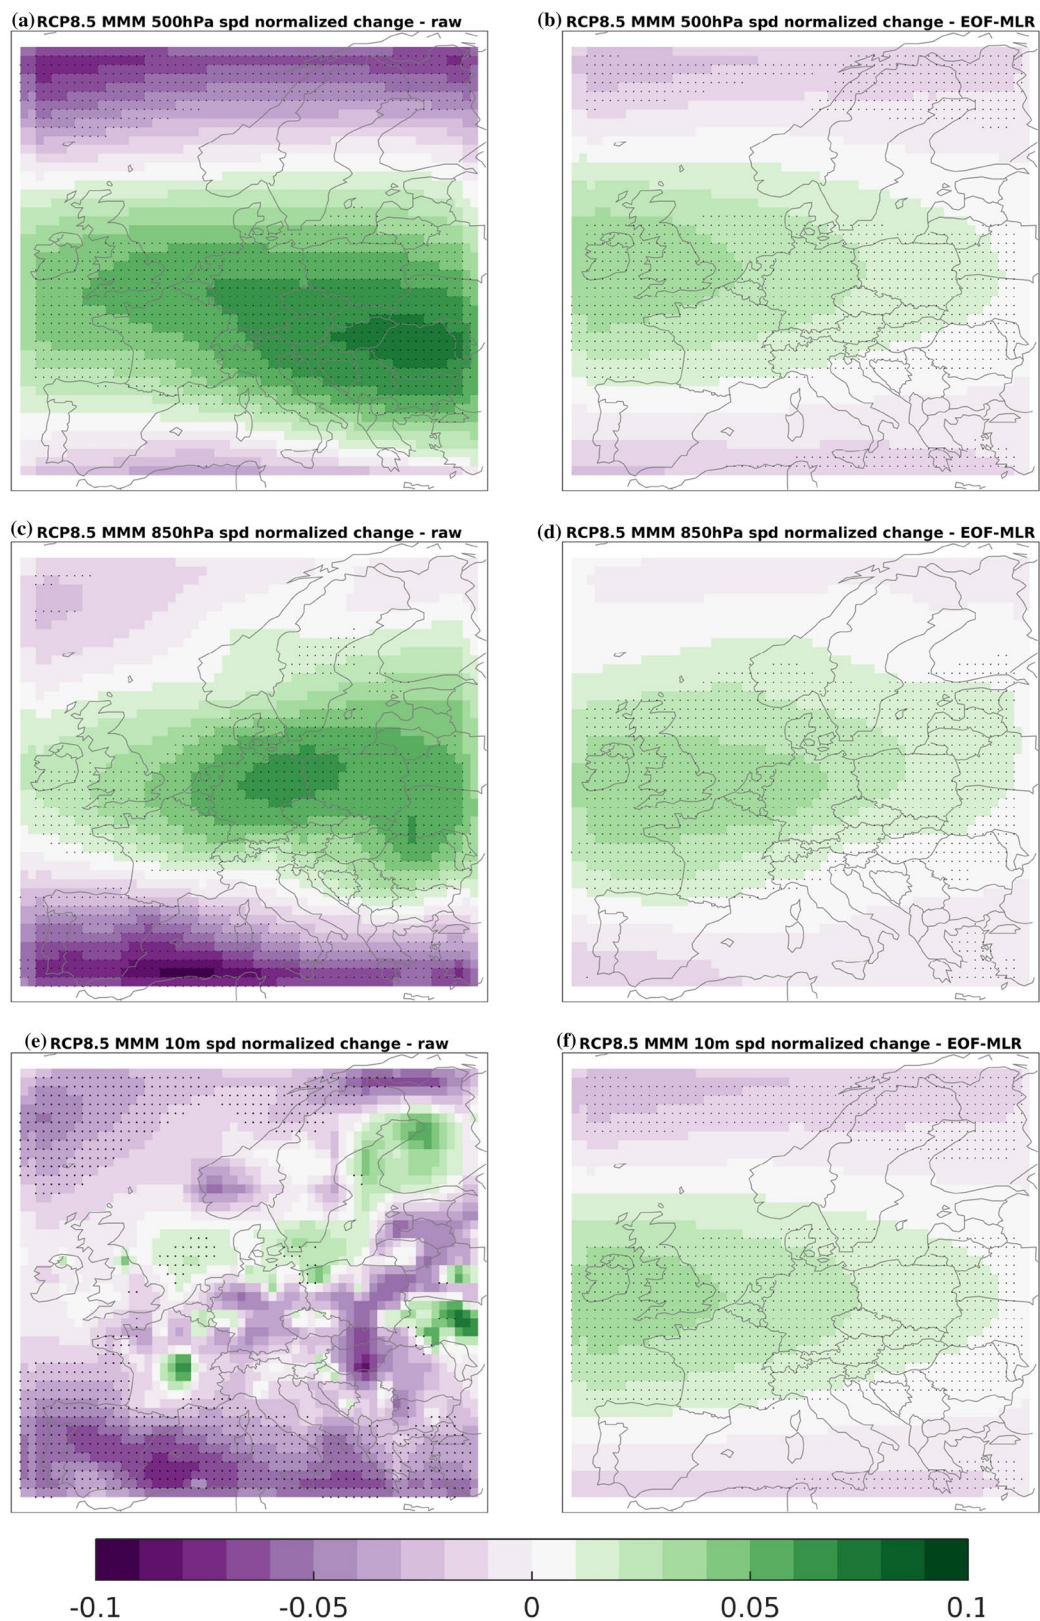 (a) RCP8.5 MMM 500hPa spd normalized change - raw
(b) RCP8.5 MMM 500hPa spd normalized change - EOF-MLR
(c) RCP8.5 MMM 850hPa spd normalized change - raw
(d) RCP8.5 MMM 850hPa spd normalized change - EOF-MLR
(e) RCP8.5 MMM 10m spd normalized change - raw
(f) RCP8.5 MMM 10m spd normalized change - EOF-MLR
-0.1 -0.05 0 0.05 0.1